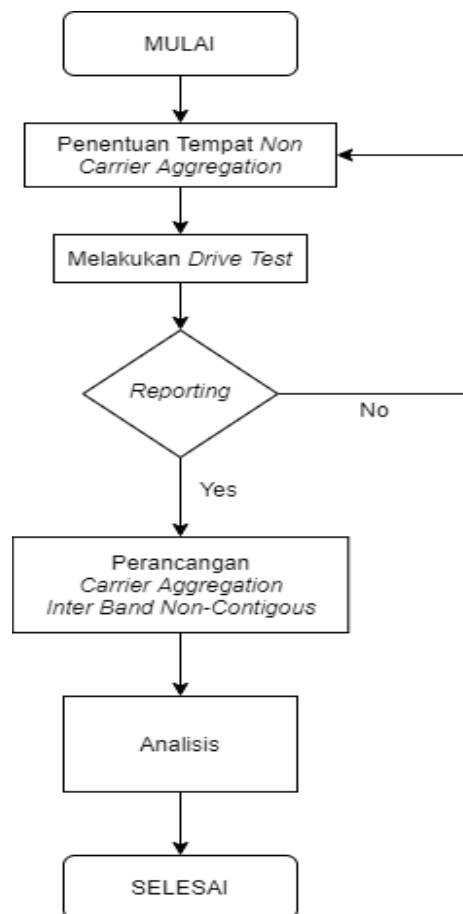 MULAI
Penentuan Tempat Non
Carrier Aggregation
Melakukan Drive Test
Reporting
No
Yes
Perancangan
Carrier Aggregation
Inter Band Non-Contigous
Analisis
SELESAI